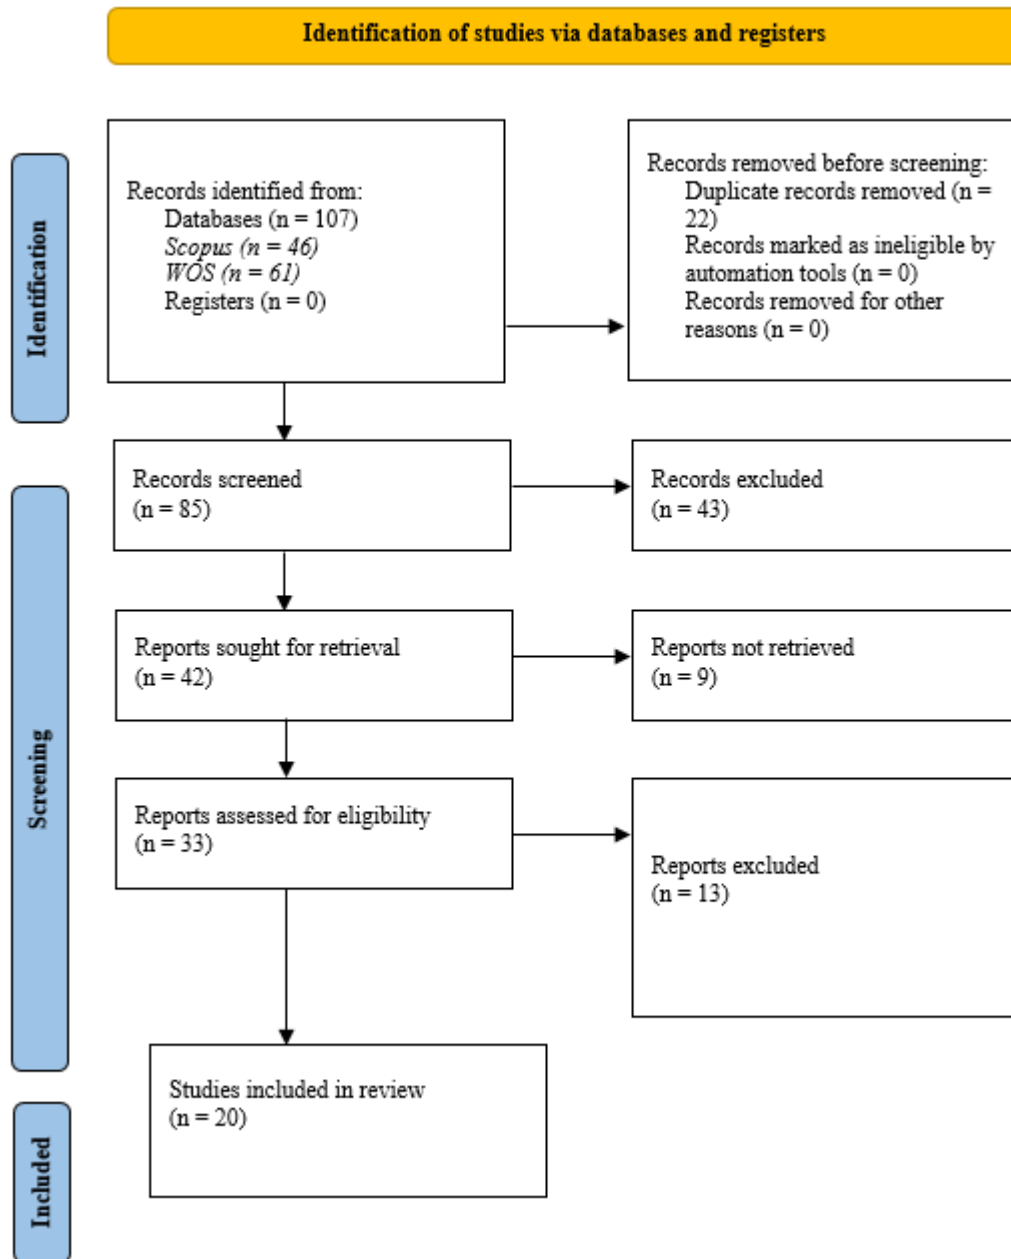 Identification of studies via databases and registers
Identification
Records identified from:
Databases (n = 107)
Scopus (n = 46)
WOS (n = 61)
Registers (n = 0)
Records removed before screening:
Duplicate records removed (n =
22)
Records marked as ineligible by
automation tools (n = 0)
Records removed for other
reasons (n = 0)
Screening
Records screened
(n = 85)
Records excluded
(n = 43)
Reports sought for retrieval
(n = 42)
Reports not retrieved
(n = 9)
Reports assessed for eligibility
(n = 33)
Reports excluded
(n = 13)
Included
Studies included in review
(n = 20)